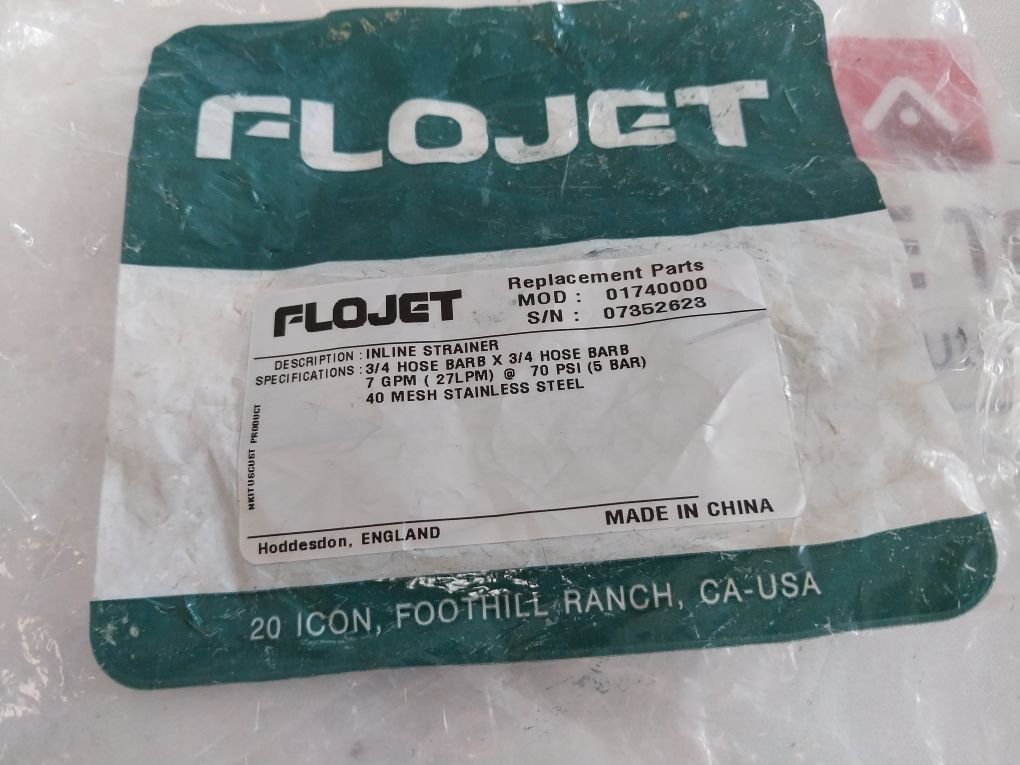 FLOJET
FLOJET
Replacement Parts
MOD : 01740000
S/N : 07352623
DESCRIPTION : INLINE STRAINER
SPECIFICATIONS : 3/4 HOSE BARB X 3/4 HOSE BARB
7 GPM ( 27LPM) @ 70 PSI (5 BAR)
40 MESH STAINLESS STEEL
NKITUSCUST PRODUCT
Hoddesdon, ENGLAND
MADE IN CHINA
20 ICON, FOOTHILL RANCH, CA-USA